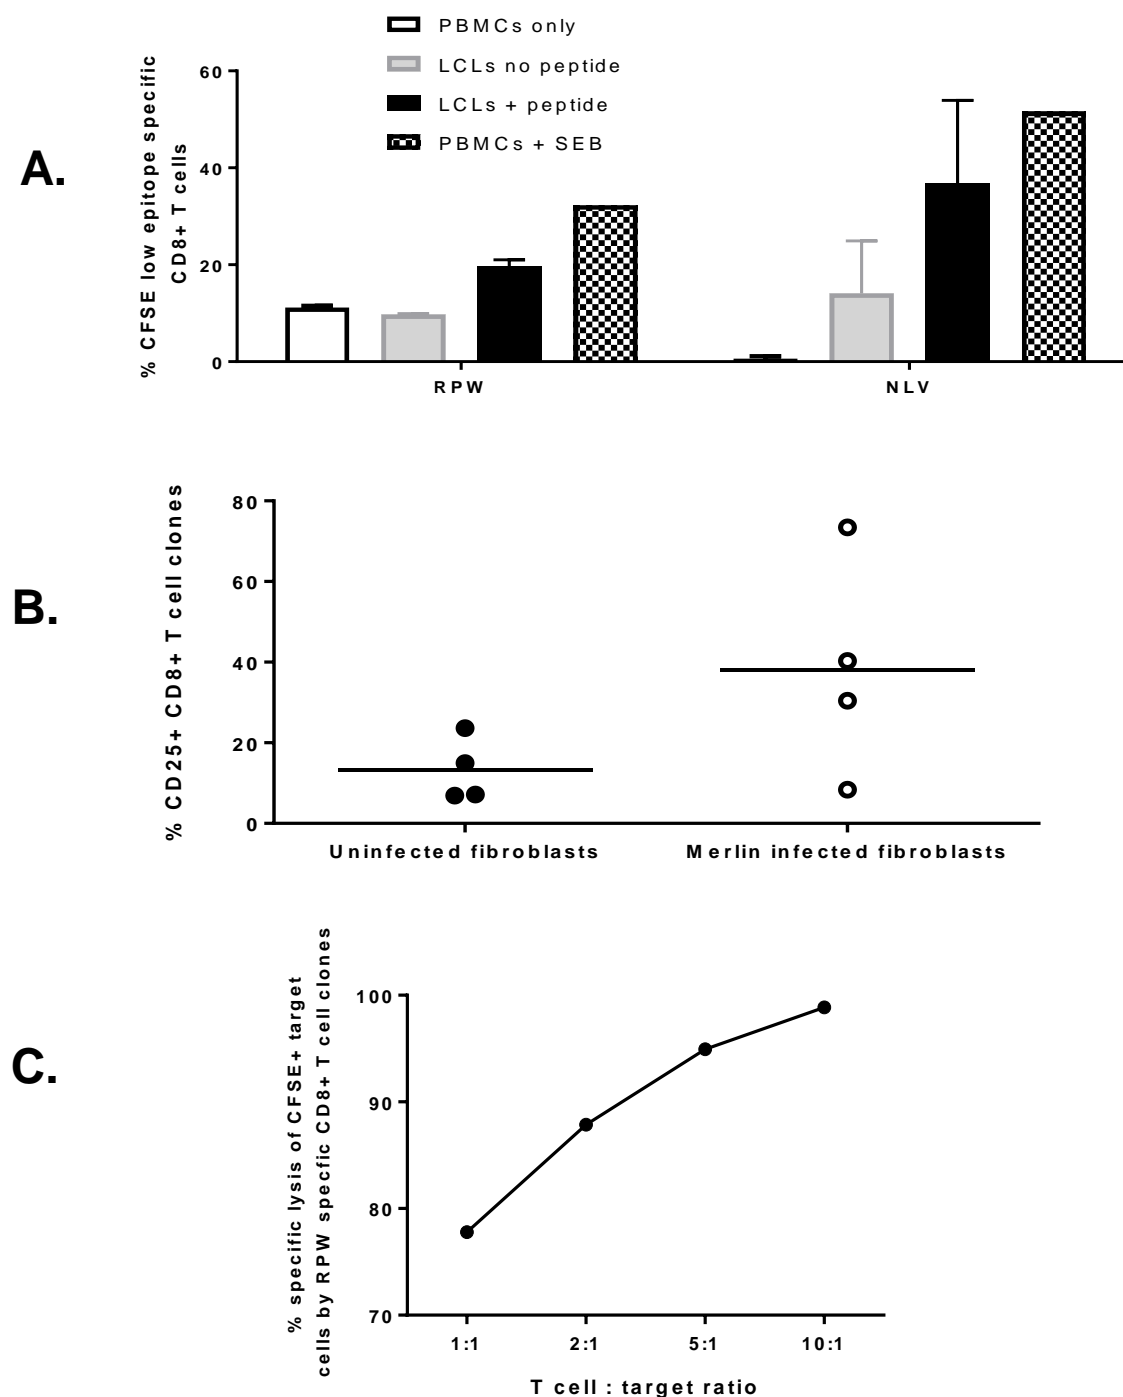 PBMCs only
LCLs no peptide
LCLs + peptide
PBMCs + SEB
A.
% CFSE low epitope specific
CD8+ T cells
60
40
20
0
RPW
NLV
B.
% CD25+ CD8+ T cell clones
80
60
40
20
0
Uninfected fibroblasts
Merlin infected fibroblasts
C.
% specific lysis of CFSE+ target
cells by RPW specfic CD8+ T cell clones
100
90
80
70
1:1
2:1
5:1
10:1
T cell : target ratio